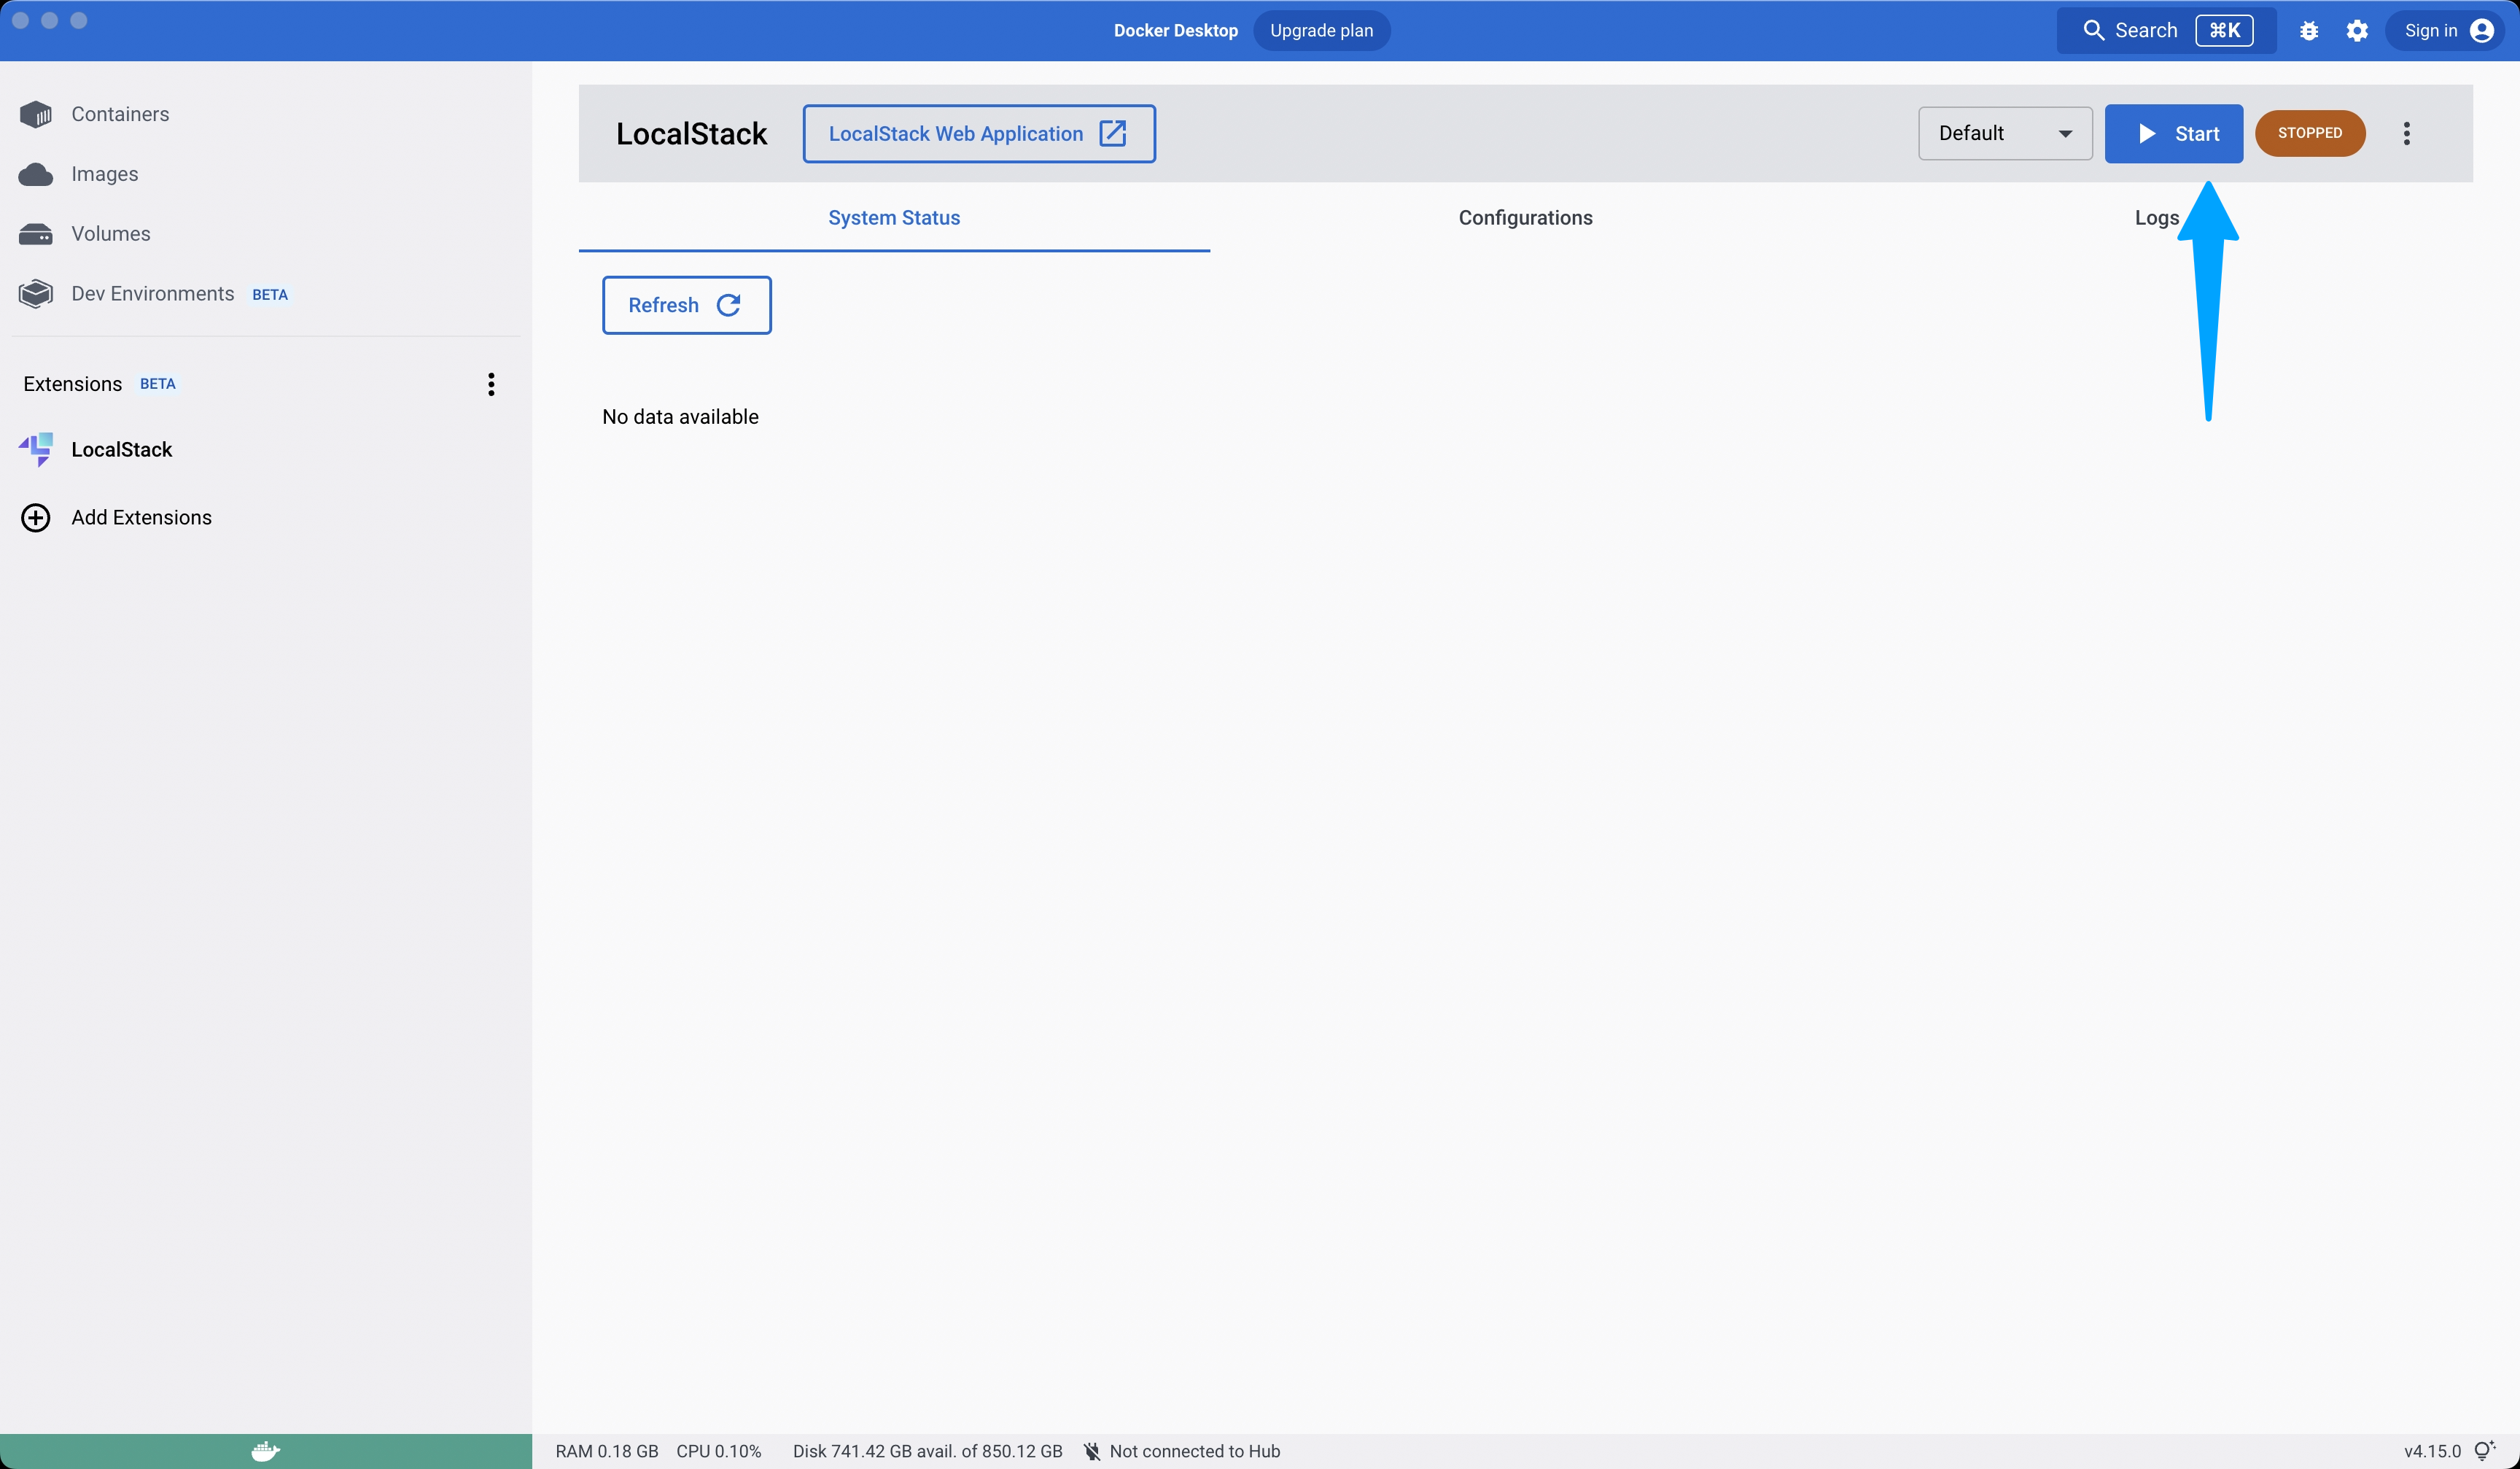 Docker Desktop Upgrade plan Search ⌘K Sign in
Containers
Images
Volumes
Dev Environments BETA
Extensions BETA
LocalStack
Add Extensions
LocalStack LocalStack Web Application Default Start STOPPED
System Status Configurations Logs
Refresh
No data available
RAM 0.18 GB CPU 0.10% Disk 741.42 GB avail. of 850.12 GB Not connected to Hub v4.15.0